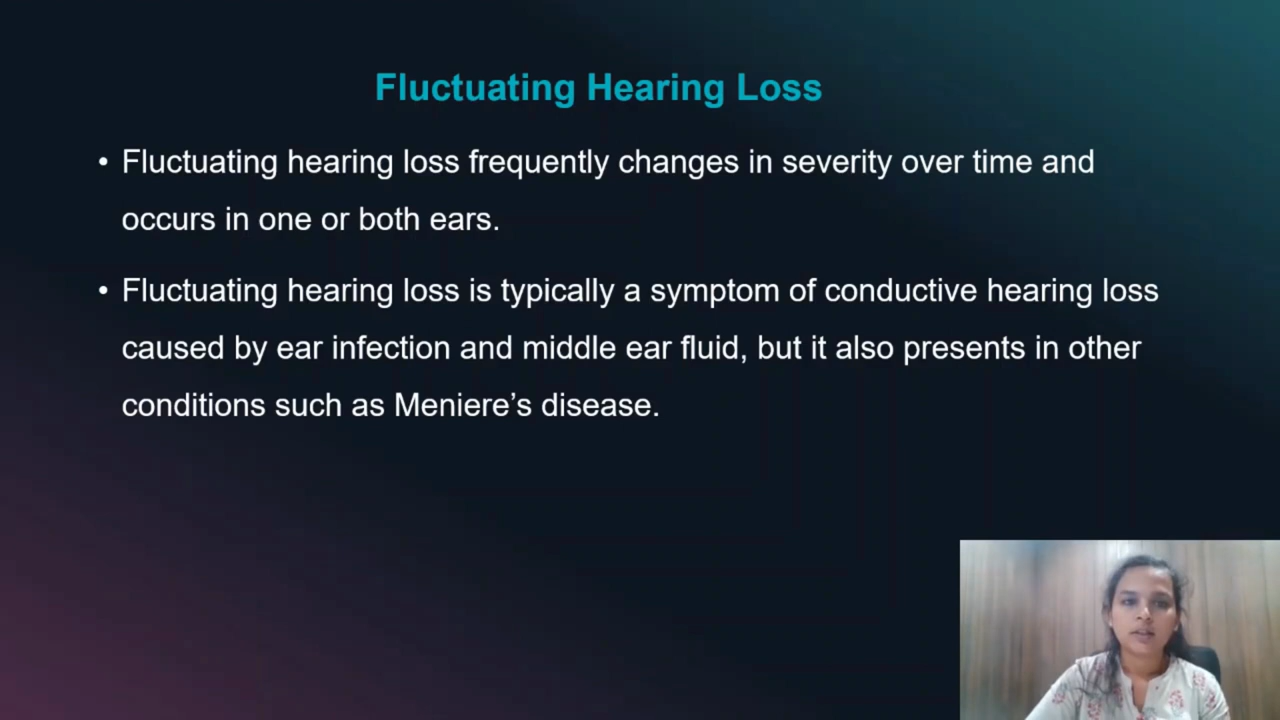 Fluctuating Hearing Loss
• Fluctuating hearing loss frequently changes in severity over time and
occurs in one or both ears.
• Fluctuating hearing loss is typically a symptom of conductive hearing loss
caused by ear infection and middle ear fluid, but it also presents in other
conditions such as Meniere’s disease.